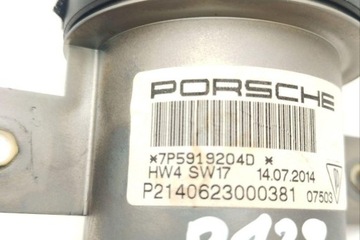 PORSCHE
*7P5919204D *
HW4 SW17 14.07.2014
P2140623000381 07503